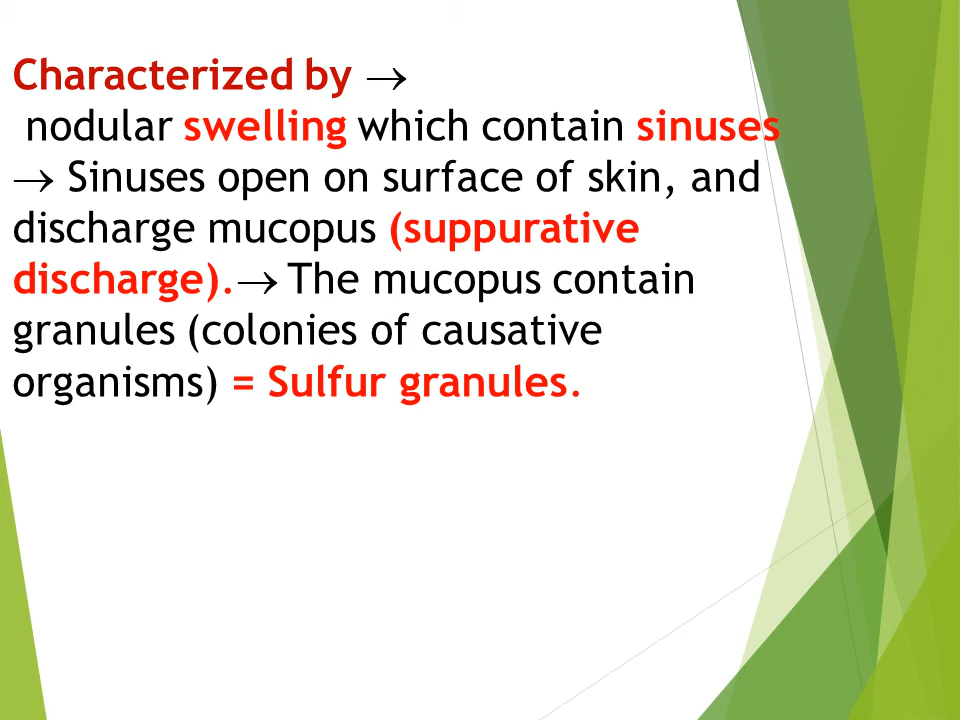 Characterized by →
nodular swelling which contain sinuses
→ Sinuses open on surface of skin, and
discharge mucopus (suppurative
discharge).→ The mucopus contain
granules (colonies of causative
organisms) = Sulfur granules.